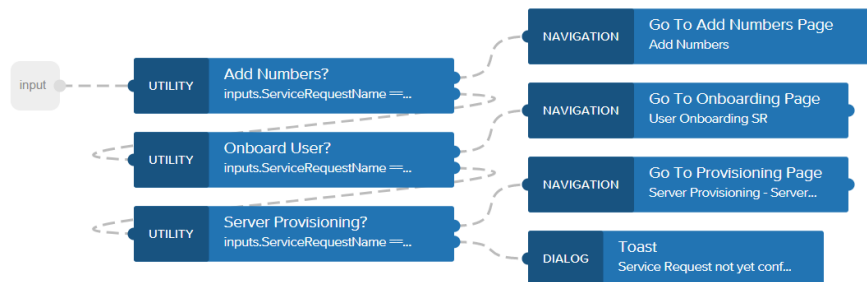 input
UTILITY
Add Numbers?
inputs.ServiceRequestName ==...
NAVIGATION
Go To Add Numbers Page
Add Numbers
UTILITY
Onboard User?
inputs.ServiceRequestName ==...
NAVIGATION
Go To Onboarding Page
User Onboarding SR
UTILITY
Server Provisioning?
inputs.ServiceRequestName ==...
NAVIGATION
Go To Provisioning Page
Server Provisioning - Server...
DIALOG
Toast
Service Request not yet conf...